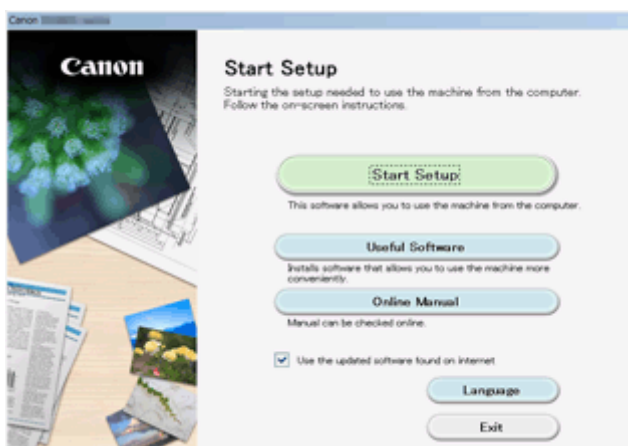 Canon
Canon
Start Setup
Starting the setup needed to use the machine from the computer.
Follow the on-screen instructions.
Start Setup
This software allows you to use the machine from the computer.
Useful Software
Installs software that allows you to use the machine more
conveniently.
Online Manual
Manual can be checked online.
Use the updated software found on internet
Language
Exit